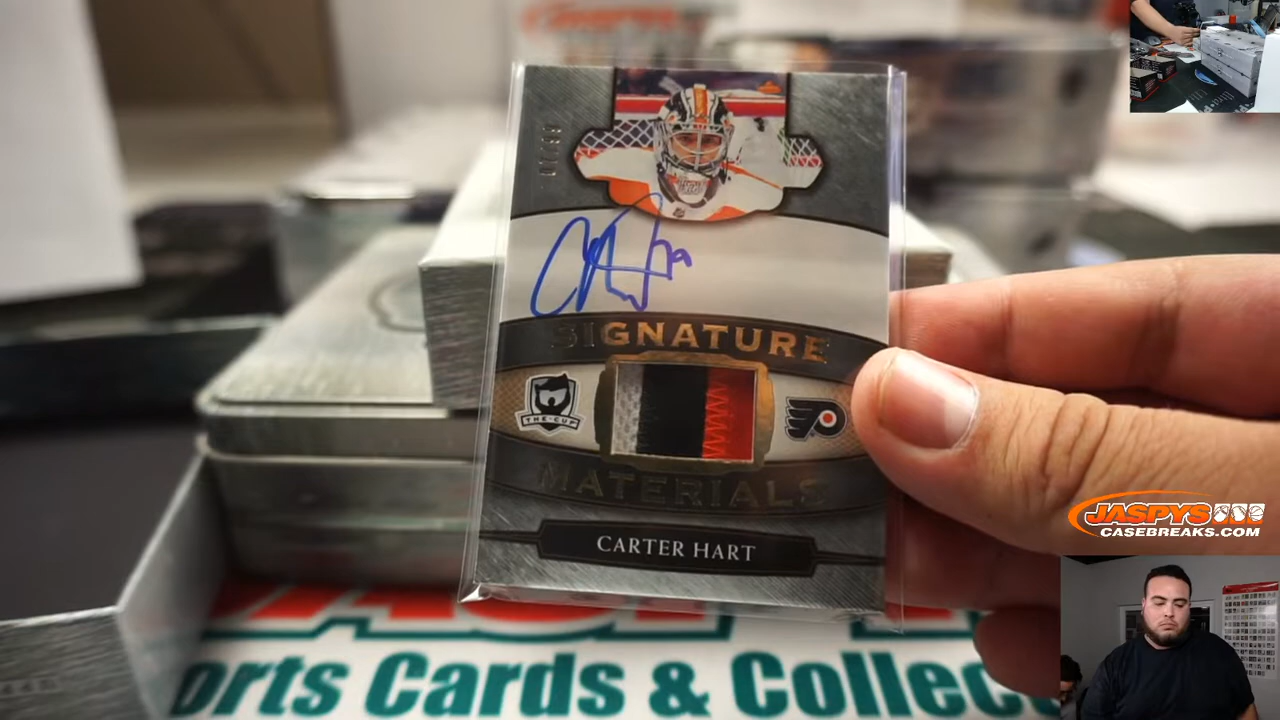 SIGNATURE
THE CUP
MATERIALS
CARTER HART
JASPYS
CASEBREAKS.COM
orts Cards & Collec